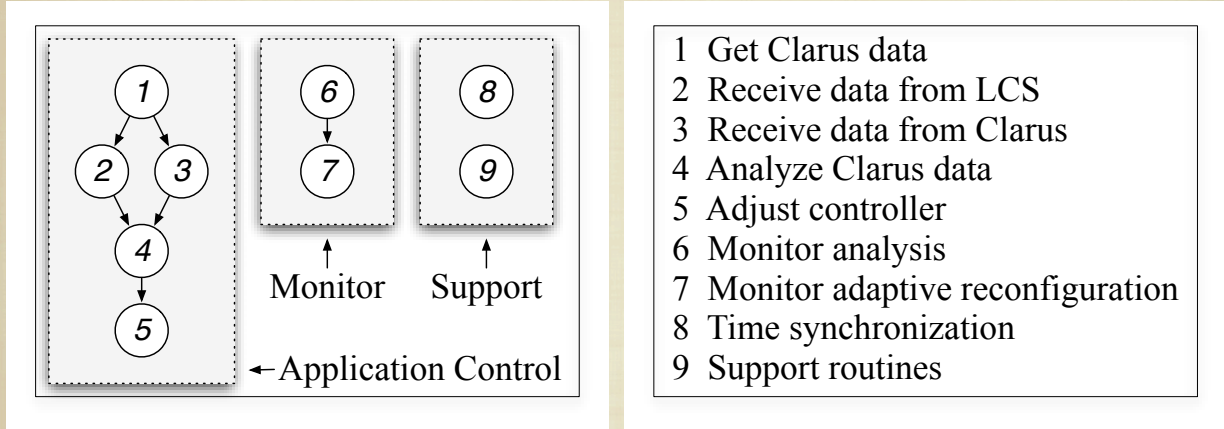 1
6
8
2
3
7
9
4
Monitor
Support
5
Application Control
1 Get Clarus data
2 Receive data from LCS
3 Receive data from Clarus
4 Analyze Clarus data
5 Adjust controller
6 Monitor analysis
7 Monitor adaptive reconfiguration
8 Time synchronization
9 Support routines